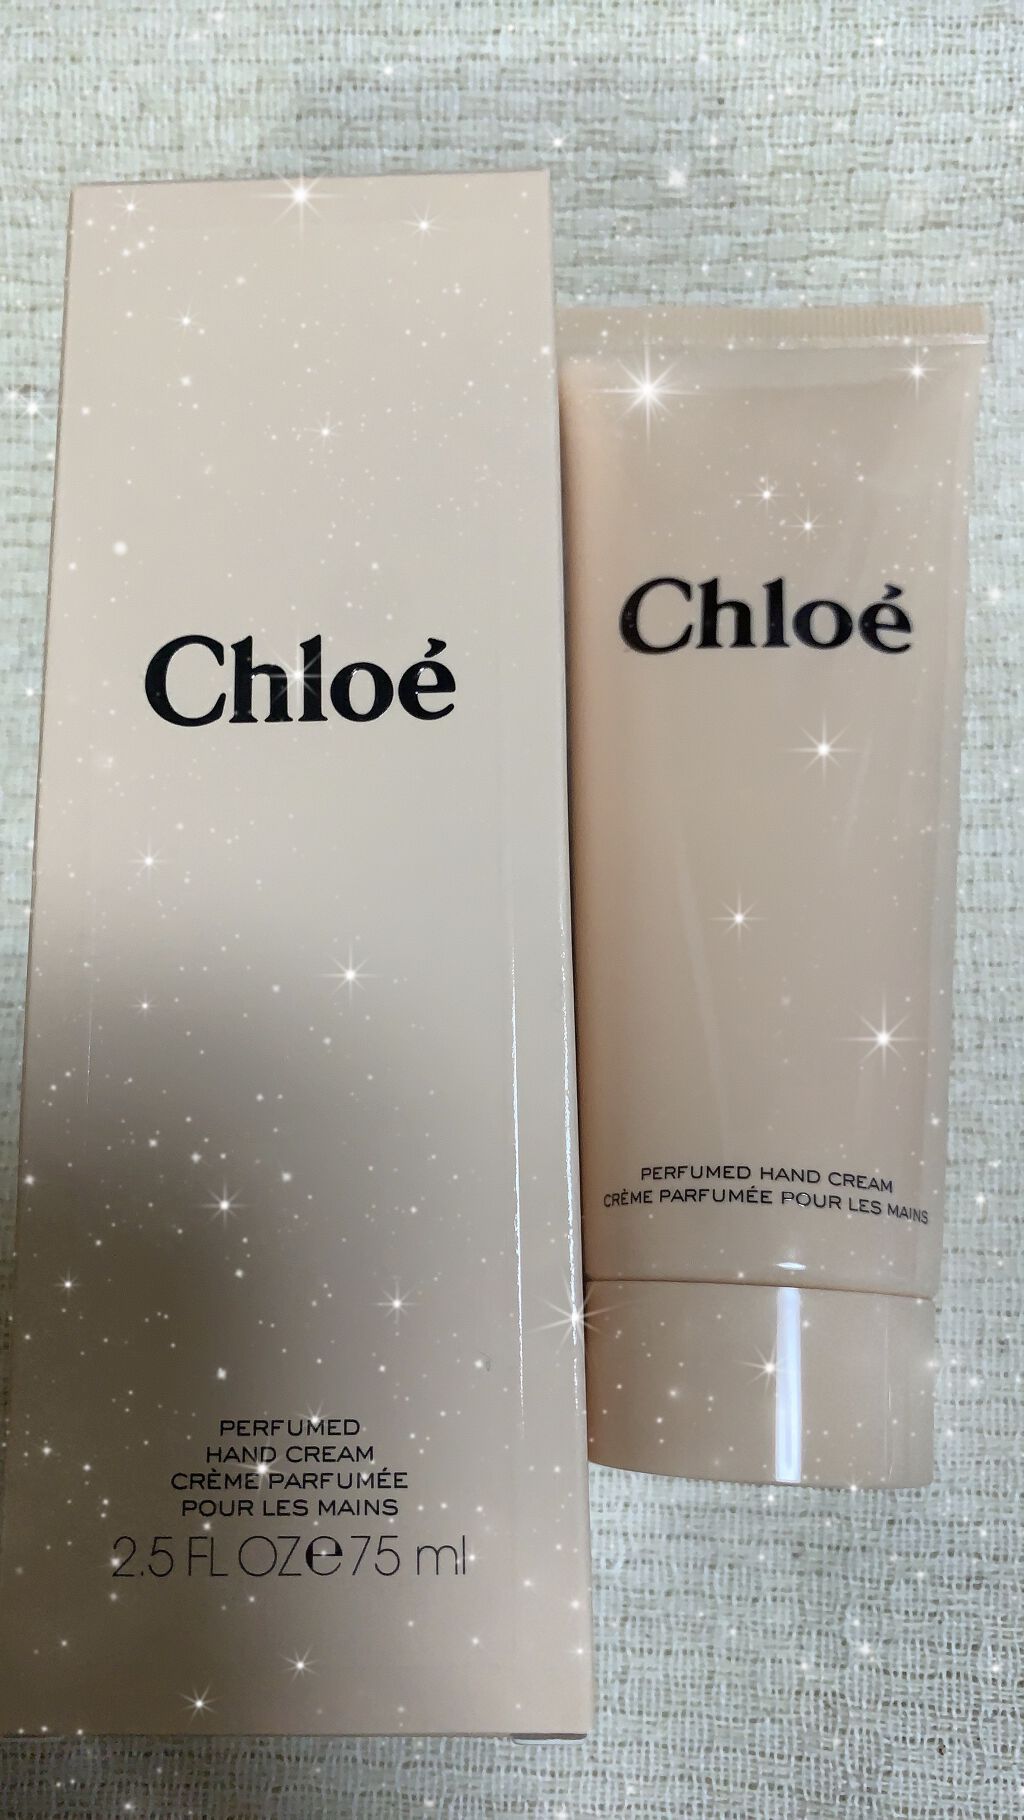 Chloé
PERFUMED
HAND CREAM
CRÈME PARFUMÉE
POUR LES MAINS
2.5 FL OZ e 75 ml
Chloé
PERFUMED HAND CREAM
CRÈME PARFUMÉE POUR LES MAINS